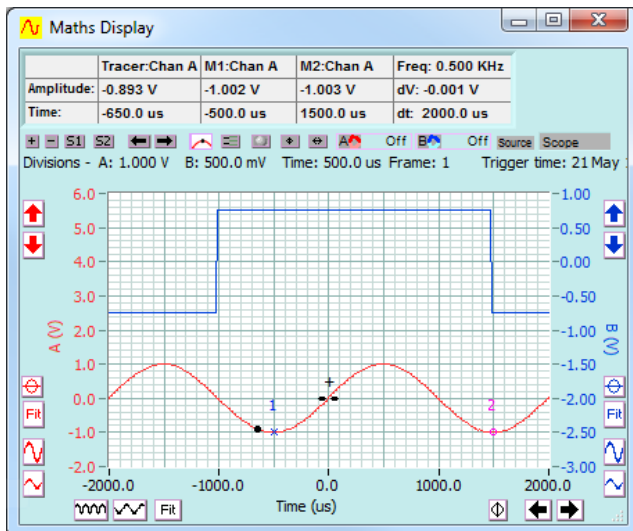 Maths Display
Tracer:Chan A M1:Chan A M2:Chan A Freq: 0.500 KHz
Amplitude: -0.893 V -1.002 V -1.003 V dV: -0.001 V
Time: -650.0 us -500.0 us 1500.0 us dt: 2000.0 us
+ - S1 S2 A Off B Off Source Scope
Divisions - A: 1.000 V B: 500.0 mV Time: 500.0 us Frame: 1 Trigger time: 21 May
6.0 1.00
5.0 0.50
4.0 0.00
3.0 -0.50
2.0 -1.00
A (V) B (V)
1.0 -1.50
1 2
0.0 -2.00
Fit Fit
-1.0 -2.50
-2.0 -3.00
-2000.0 -1000.0 0.0 1000.0 2000.0
Fit Time (us)